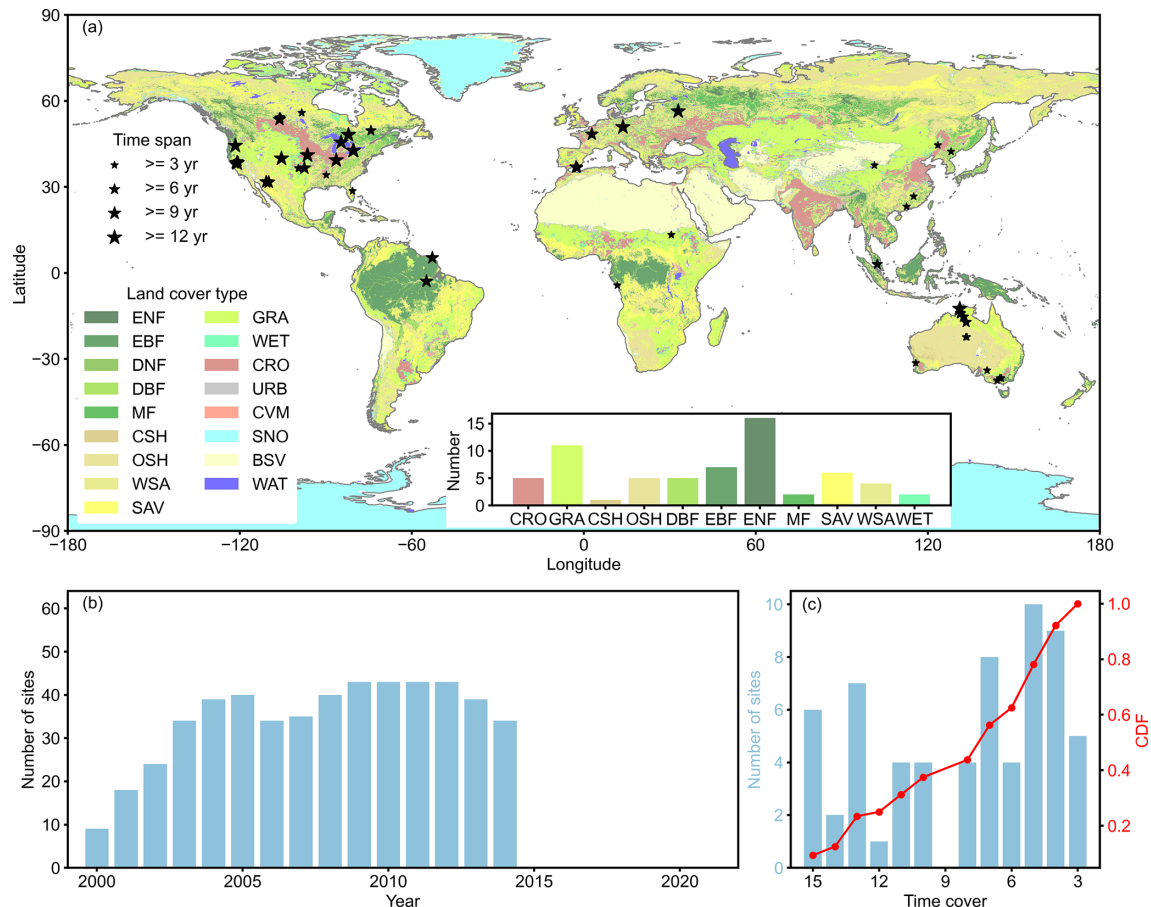 (a)
90
60
30
0
−30
−60
−90
Latitude
Time span
>= 3 yr
>= 6 yr
>= 9 yr
>= 12 yr
Land cover type
ENF GRA
EBF WET
DNF CRO
DBF URB
MF CVM
CSH SNO
OSH BSV
WSA WAT
SAV
15
10
5
0
Number
CRO GRA CSH OSH DBF EBF ENF MF SAV WSA WET
−180 −120 −60 0 60 120 180
Longitude
(b)
60
50
40
30
20
10
0
Number of sites
2000 2005 2010 2015 2020
Year
(c)
10
8
6
4
2
0
Number of sites
1.0
0.8
0.6
0.4
0.2
CDF
15 12 9 6 3
Time cover